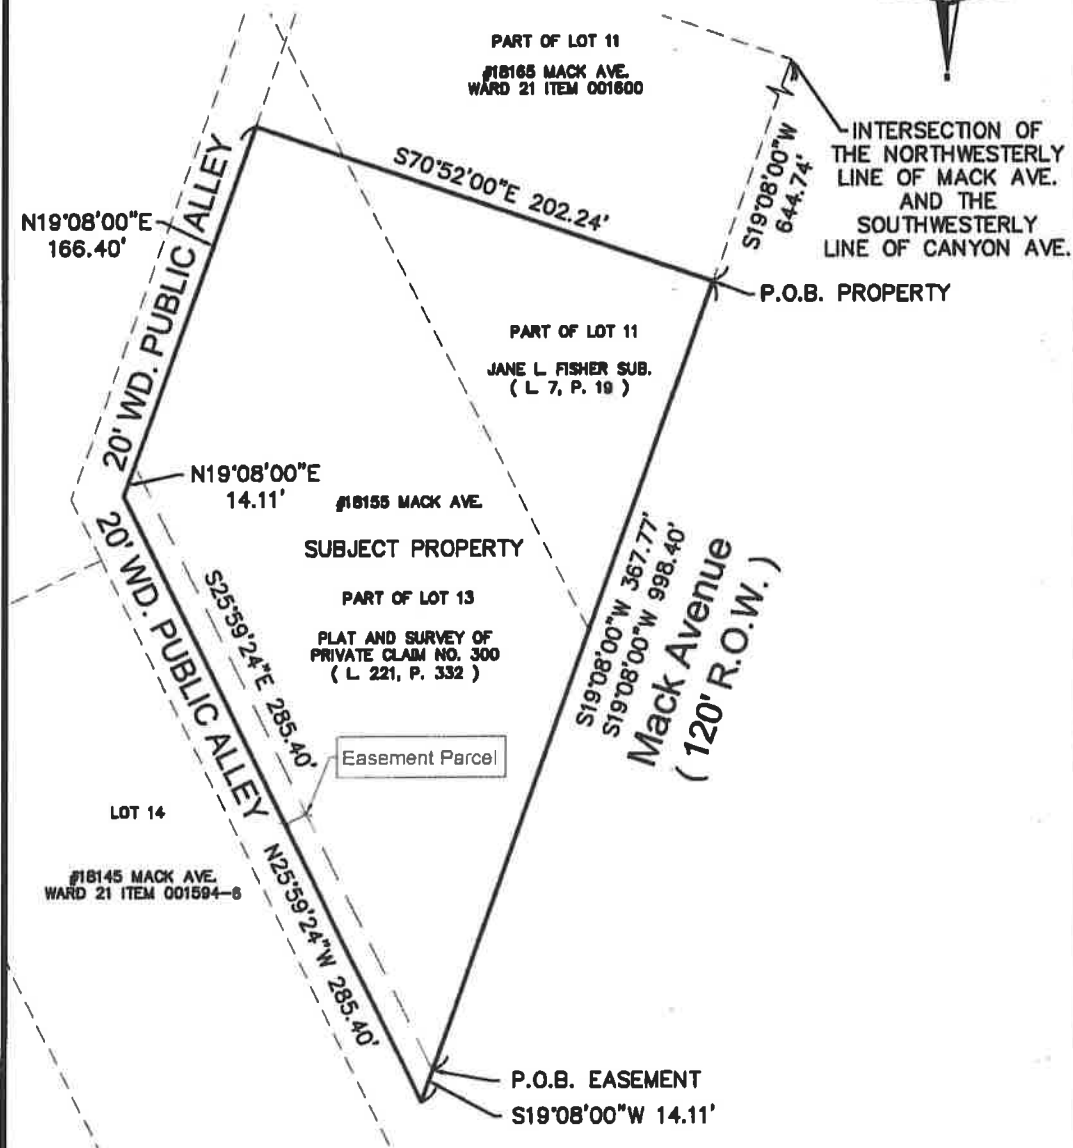 PART OF LOT 11
#18165 MACK AVE.
WARD 21 ITEM 001600
INTERSECTION OF
THE NORTHWESTERLY
LINE OF MACK AVE.
AND THE
SOUTHWESTERLY
LINE OF CANYON AVE.
S19°08'00"W
644.74'
S70°52'00"E 202.24'
N19°08'00"E
166.40'
20' WD. PUBLIC ALLEY
P.O.B. PROPERTY
PART OF LOT 11
JANE L FISHER SUB.
( L 7, P. 19 )
N19°08'00"E
14.11'
#18155 MACK AVE.
SUBJECT PROPERTY
PART OF LOT 13
PLAT AND SURVEY OF
PRIVATE CLAIM NO. 300
( L 221, P. 332 )
S19°08'00"W 367.77'
S19°08'00"W 998.40'
Mack Avenue
( 120' R.O.W. )
20' WD. PUBLIC ALLEY
S25°59'24"E 285.40'
Easement Parcel
LOT 14
#18145 MACK AVE.
WARD 21 ITEM 001594-6
N25°59'24"W 285.40'
P.O.B. EASEMENT
S19°08'00"W 14.11'